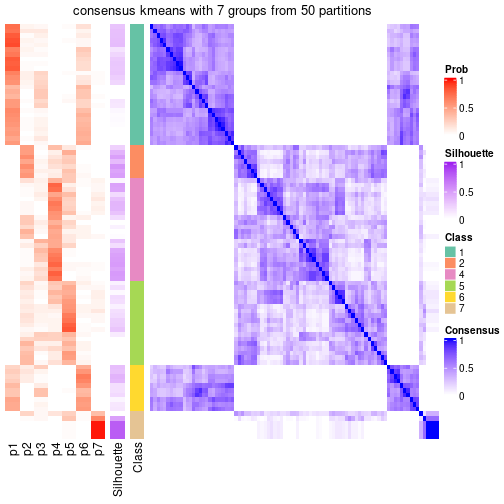 consensus kmeans with 7 groups from 50 partitions
Prob
1
0.5
0
Silhouette
1
0.5
0
Class
1
2
4
5
6
7
Consensus
1
0.5
0
p1
p2
p3
p4
p5
p6
p7
Silhouette
Class